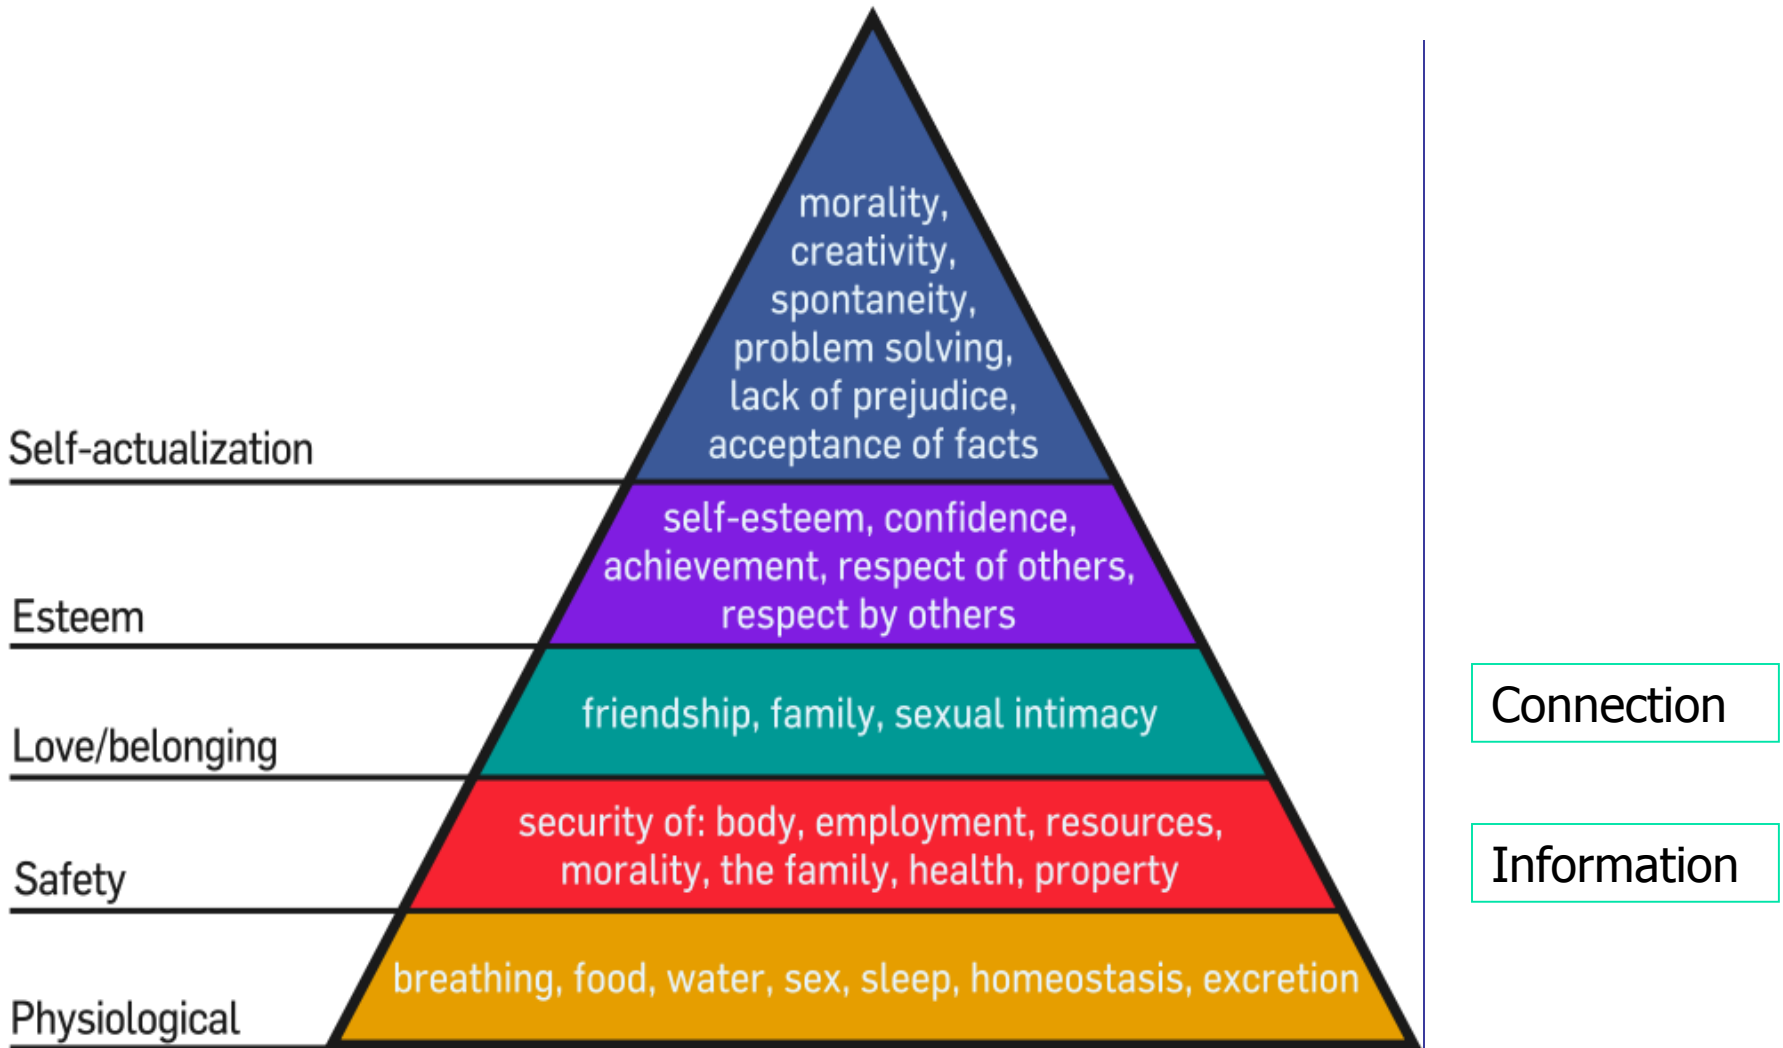 morality,
creativity,
spontaneity,
problem solving,
lack of prejudice,
acceptance of facts
Self-actualization
self-esteem, confidence,
achievement, respect of others,
respect by others
Esteem
friendship, family, sexual intimacy
Love/belonging
Connection
security of: body, employment, resources,
morality, the family, health, property
Safety
Information
breathing, food, water, sex, sleep, homeostasis, excretion
Physiological